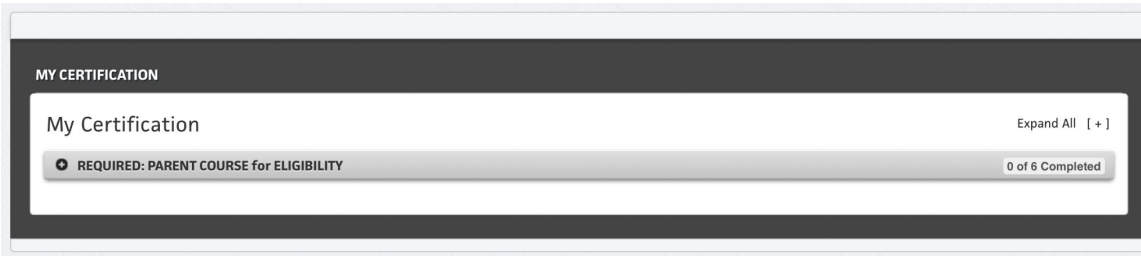 MY CERTIFICATION
My Certification
Expand All [ + ]
REQUIRED: PARENT COURSE for ELIGIBILITY
0 of 6 Completed